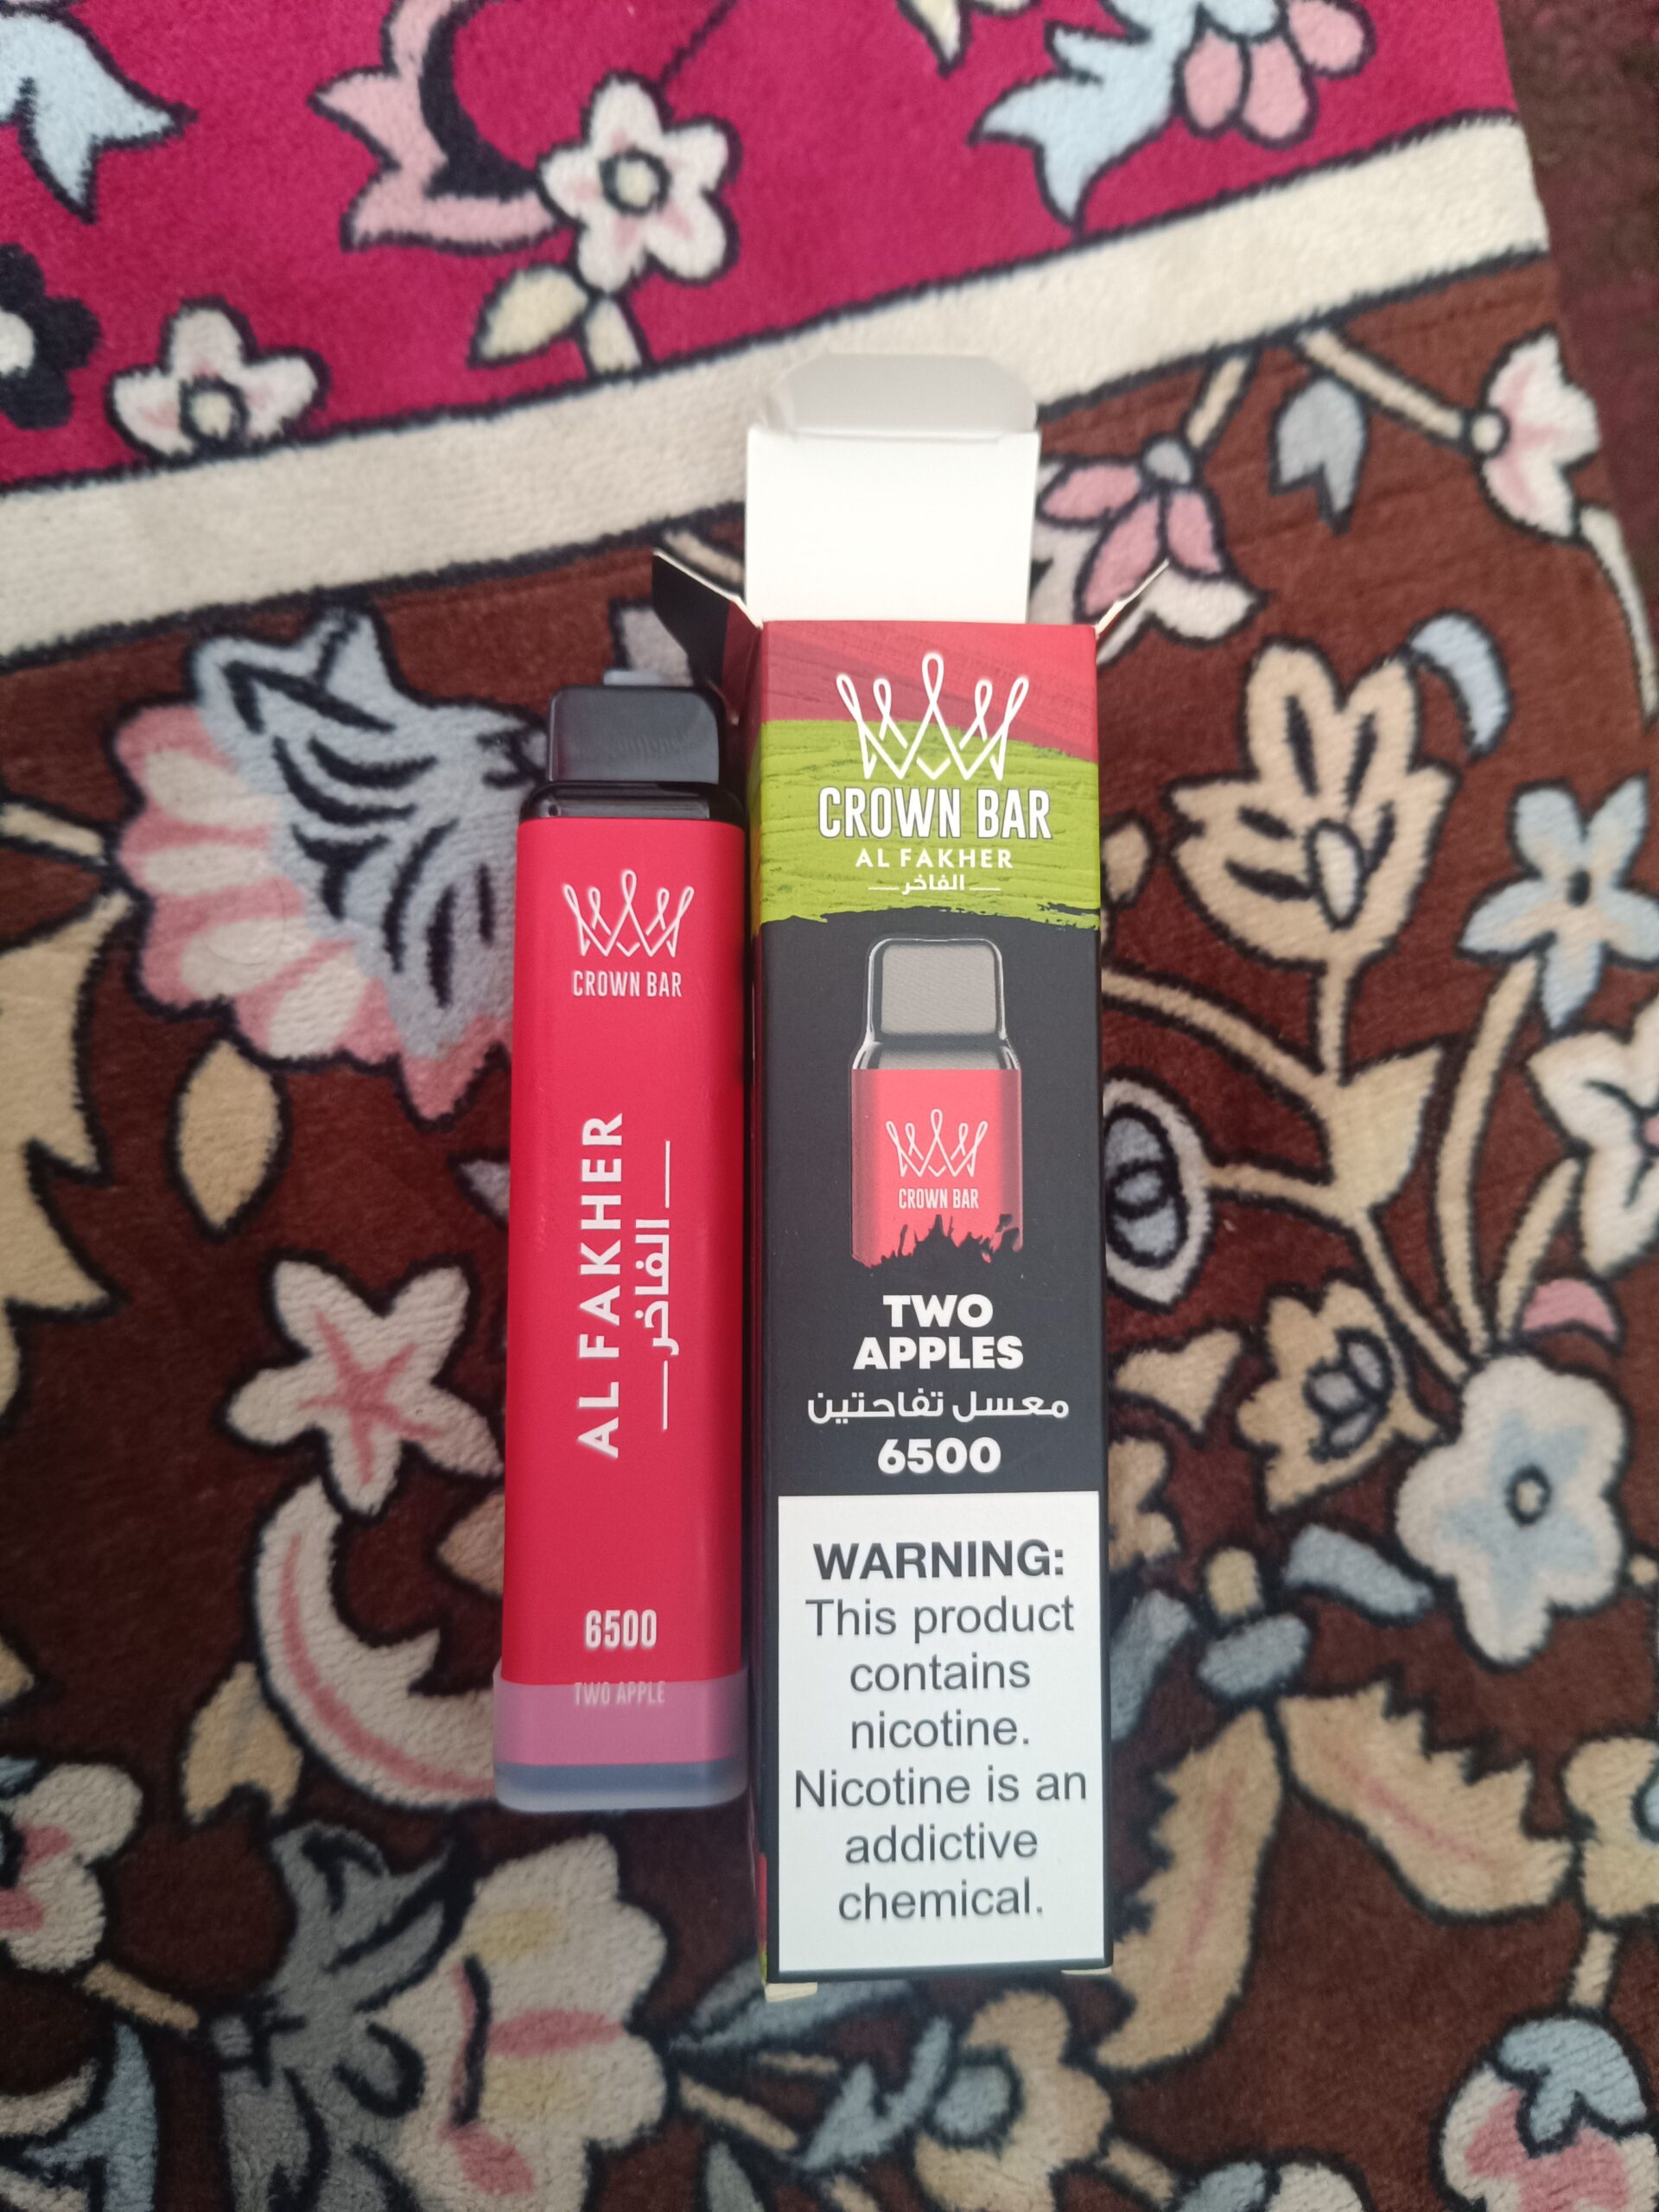 CROWN BAR
AL FAKHER
الفاخر
6500
TWO APPLE
CROWN BAR
AL FAKHER
الفاخر
CROWN BAR
TWO
APPLES
معسل تفاحتين
6500
WARNING:
This product
contains
nicotine.
Nicotine is an
addictive
chemical.